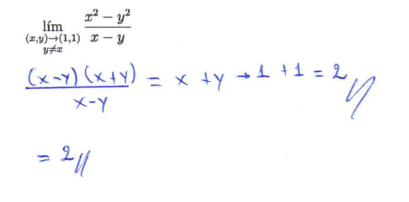 lím (x,y)→(1,1) y≠x x² − y² / x − y
(x-y)(x+y) / x-y = x + y → 1 + 1 = 2
= 2